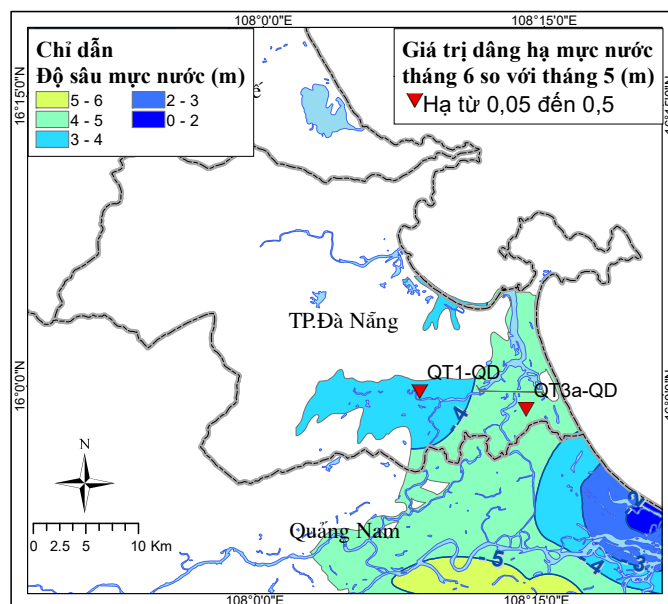 108°0'0"E
108°15'0"E
Chỉ dẫn
Độ sâu mực nước (m)
5 - 6
2 - 3
4 - 5
0 - 2
3 - 4
Giá trị dâng hạ mực nước
tháng 6 so với tháng 5 (m)
Hạ từ 0,05 đến 0,5
16°15'0"N
TP.Đà Nẵng
QT1-QD
QT3a-QD
16°0'0"N
16°0'0"N
4
N
Quảng Nam
0 2.5 5 10 Km
2
5
4
3
108°0'0"E
108°15'0"E